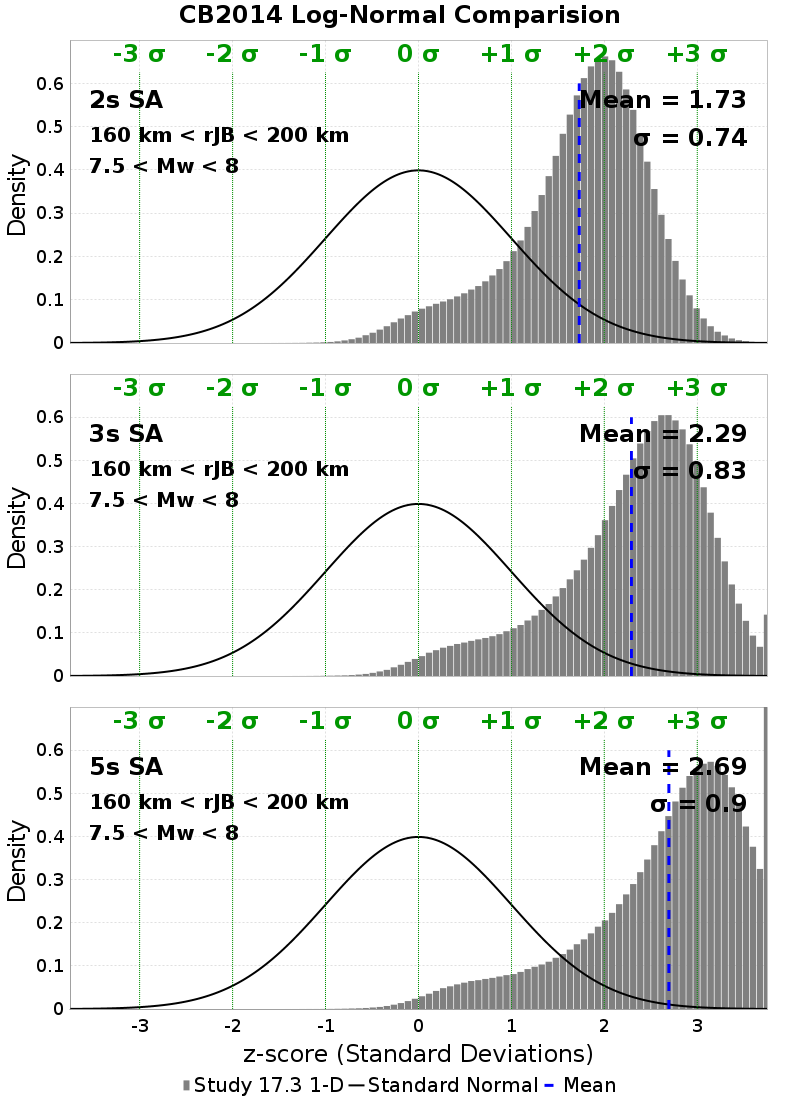 CB2014 Log-Normal Comparision
-3 σ -2 σ -1 σ 0 σ +1 σ +2 σ +3 σ
2s SA
Mean = 1.73
160 km < rJB < 200 km
σ = 0.74
7.5 < Mw < 8
Density
0.6
0.5
0.4
0.3
0.2
0.1
0
-3 σ -2 σ -1 σ 0 σ +1 σ +2 σ +3 σ
3s SA
Mean = 2.29
160 km < rJB < 200 km
σ = 0.83
7.5 < Mw < 8
Density
0.6
0.5
0.4
0.3
0.2
0.1
0
-3 σ -2 σ -1 σ 0 σ +1 σ +2 σ +3 σ
5s SA
Mean = 2.69
160 km < rJB < 200 km
σ = 0.9
7.5 < Mw < 8
Density
0.6
0.5
0.4
0.3
0.2
0.1
0
-3 -2 -1 0 1 2 3
z-score (Standard Deviations)
Study 17.3 1-D Standard Normal Mean